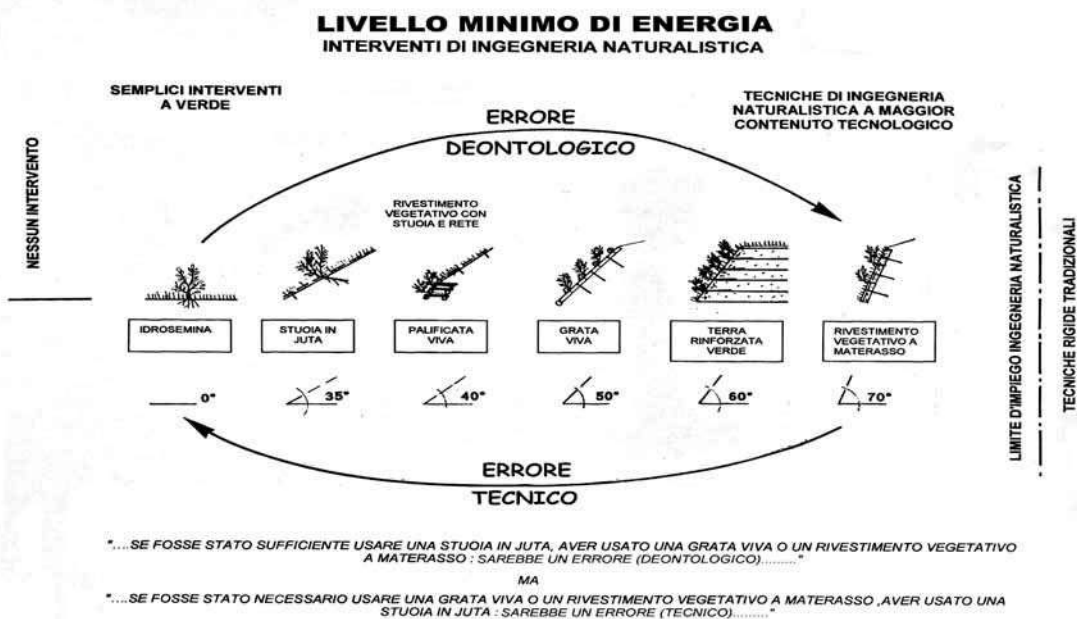 LIVELLO MINIMO DI ENERGIA
INTERVENTI DI INGEGNERIA NATURALISTICA
SEMPLICI INTERVENTI
A VERDE
TECNICHE DI INGEGNERIA
NATURALISTICA A MAGGIOR
CONTENUTO TECNOLOGICO
ERRORE
DEONTOLOGICO
NESSUN INTERVENTO
RIVESTIMENTO
VEGETATIVO CON
STUOIA E RETE
IDROSEMINA
STUOIA IN
JUTA
PALIFICATA
VIVA
GRATA
VIVA
TERRA
RINFORZATA
VERDE
RIVESTIMENTO
VEGETATIVO A
MATERASSO
0°
35°
40°
50°
60°
70°
LIMITE D'IMPIEGO INGEGNERIA NATURALISTICA
TECNICHE RIGIDE TRADIZIONALI
ERRORE
TECNICO
"....SE FOSSE STATO SUFFICIENTE USARE UNA STUOIA IN JUTA, AVER USATO UNA GRATA VIVA O UN RIVESTIMENTO VEGETATIVO
A MATERASSO : SAREBBE UN ERRORE (DEONTOLOGICO)........."
MA
"....SE FOSSE STATO NECESSARIO USARE UNA GRATA VIVA O UN RIVESTIMENTO VEGETATIVO A MATERASSO ,AVER USATO UNA
STUOIA IN JUTA : SAREBBE UN ERRORE (TECNICO)........"